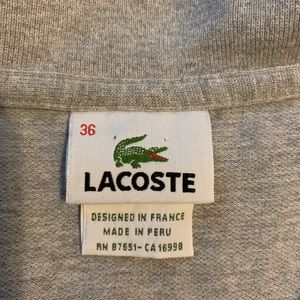 36
LACOSTE
DESIGNED IN FRANCE
MADE IN PERU
RN 87651-CA 16998